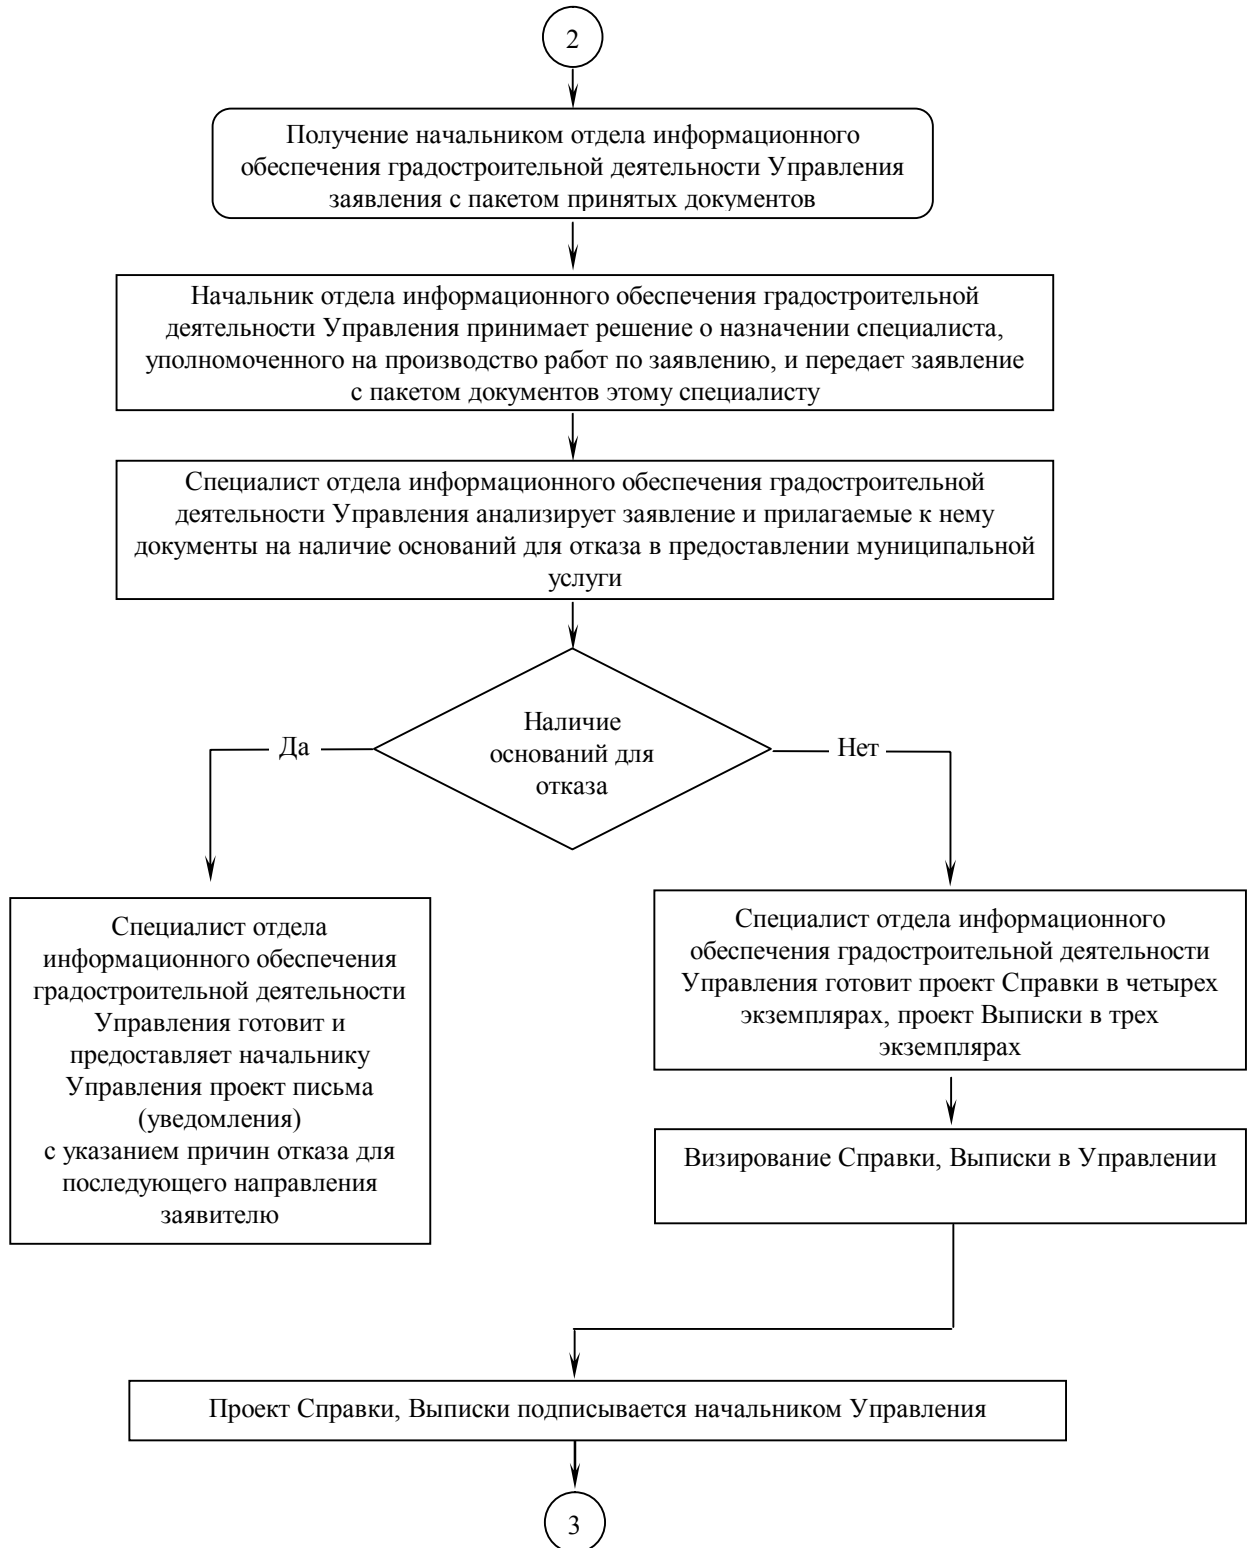 2
Получение начальником отдела информационного
обеспечения градостроительной деятельности Управления
заявления с пакетом принятых документов
Начальник отдела информационного обеспечения градостроительной
деятельности Управления принимает решение о назначении специалиста,
уполномоченного на производство работ по заявлению, и передает заявление
с пакетом документов этому специалисту
Специалист отдела информационного обеспечения градостроительной
деятельности Управления анализирует заявление и прилагаемые к нему
документы на наличие оснований для отказа в предоставлении муниципальной
услуги
Наличие
оснований для
отказа
Да
Нет
Специалист отдела
информационного обеспечения
градостроительной деятельности
Управления готовит и
предоставляет начальнику
Управления проект письма
(уведомления)
с указанием причин отказа для
последующего направления
заявителю
Специалист отдела информационного
обеспечения градостроительной деятельности
Управления готовит проект Справки в четырех
экземплярах, проект Выписки в трех
экземплярах
Визирование Справки, Выписки в Управлении
Проект Справки, Выписки подписывается начальником Управления
3